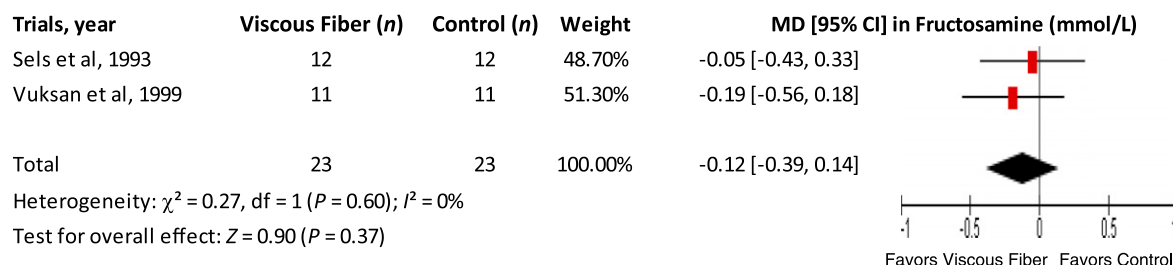 Trials, year Viscous Fiber (n) Control (n) Weight MD [95% CI] in Fructosamine (mmol/L)
Sels et al, 1993 12 12 48.70% -0.05 [-0.43, 0.33]
Vuksan et al, 1999 11 11 51.30% -0.19 [-0.56, 0.18]
Total 23 23 100.00% -0.12 [-0.39, 0.14]
Heterogeneity: χ² = 0.27, df = 1 (P = 0.60); I² = 0%
Test for overall effect: Z = 0.90 (P = 0.37)
-1 -0.5 0 0.5 1
Favors Viscous Fiber Favors Control